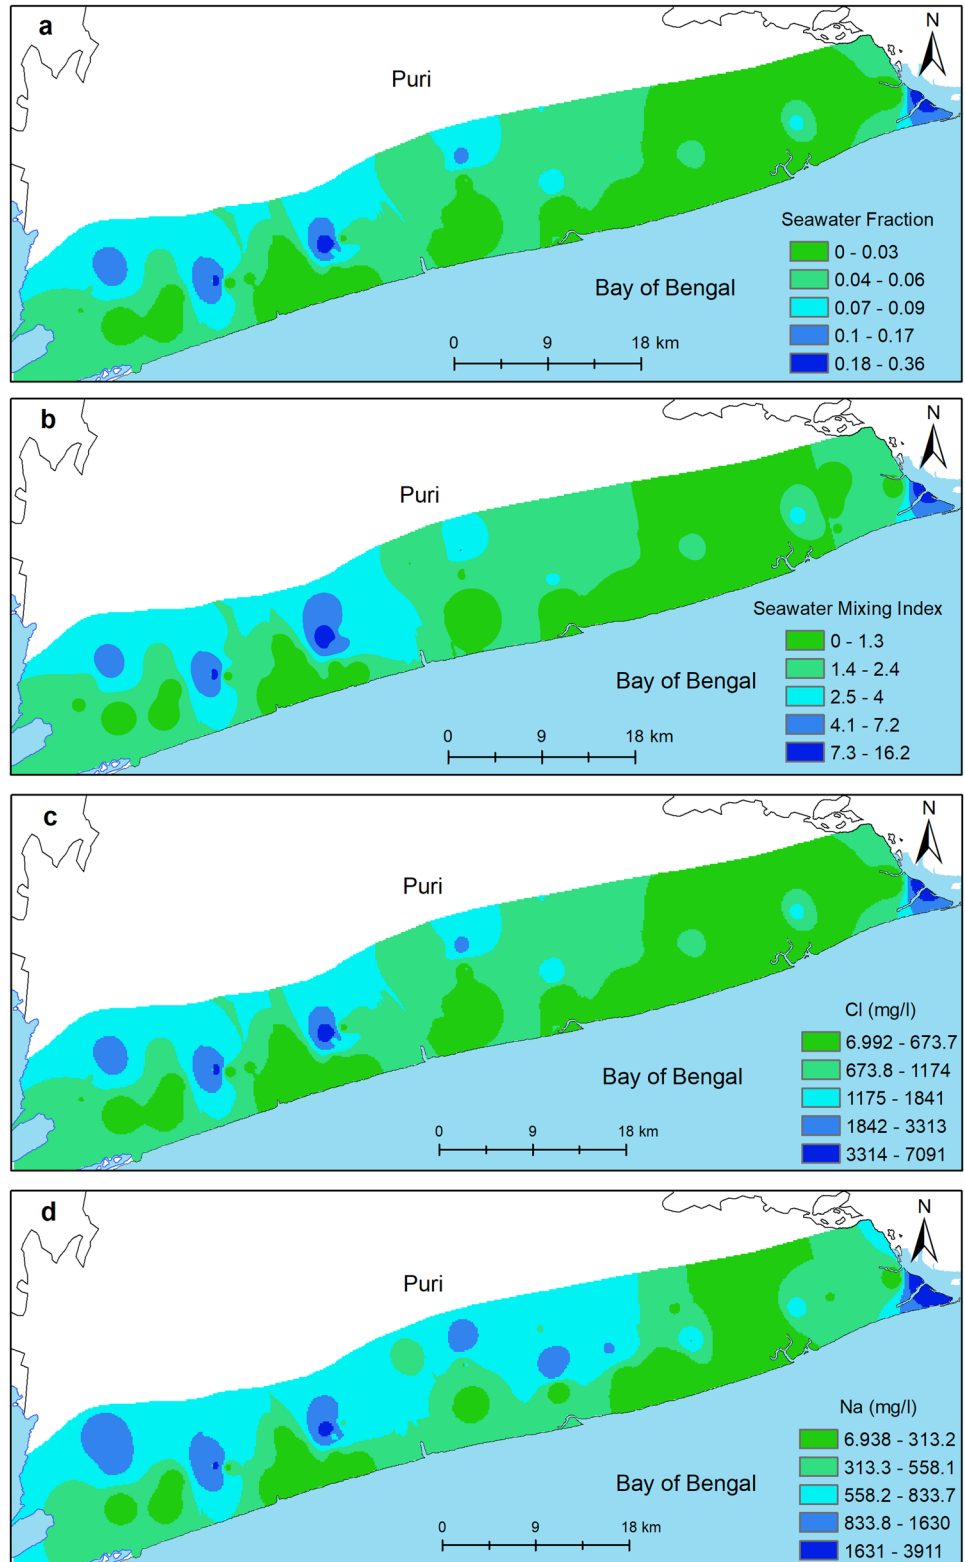 a
N
Puri
Seawater Fraction
0 - 0.03
0.04 - 0.06
0.07 - 0.09
0.1 - 0.17
0.18 - 0.36
Bay of Bengal
0 9 18 km
b
N
Puri
Seawater Mixing Index
0 - 1.3
1.4 - 2.4
2.5 - 4
4.1 - 7.2
7.3 - 16.2
Bay of Bengal
0 9 18 km
c
N
Puri
Cl (mg/l)
6.992 - 673.7
673.8 - 1174
1175 - 1841
1842 - 3313
3314 - 7091
Bay of Bengal
0 9 18 km
d
N
Puri
Na (mg/l)
6.938 - 313.2
313.3 - 558.1
558.2 - 833.7
833.8 - 1630
1631 - 3911
Bay of Bengal
0 9 18 km